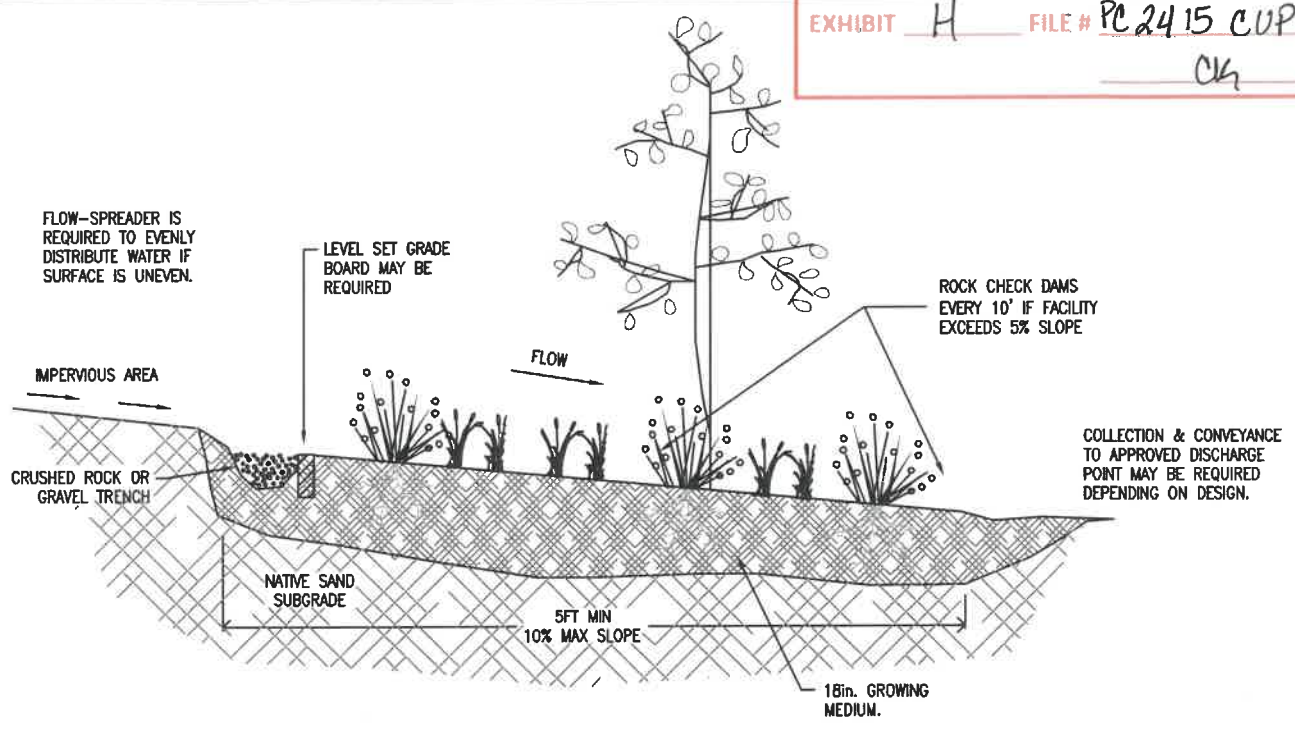 EXHIBIT H FILE # PC 24 15 CUP
FLOW-SPREADER IS
REQUIRED TO EVENLY
DISTRIBUTE WATER IF
SURFACE IS UNEVEN.
LEVEL SET GRADE
BOARD MAY BE
REQUIRED
ROCK CHECK DAMS
EVERY 10' IF FACILITY
EXCEEDS 5% SLOPE
FLOW
IMPERVIOUS AREA
COLLECTION & CONVEYANCE
TO APPROVED DISCHARGE
POINT MAY BE REQUIRED
DEPENDING ON DESIGN.
CRUSHED ROCK OR
GRAVEL TRENCH
NATIVE SAND
SUBGRADE
5FT MIN
10% MAX SLOPE
18in. GROWING
MEDIUM.